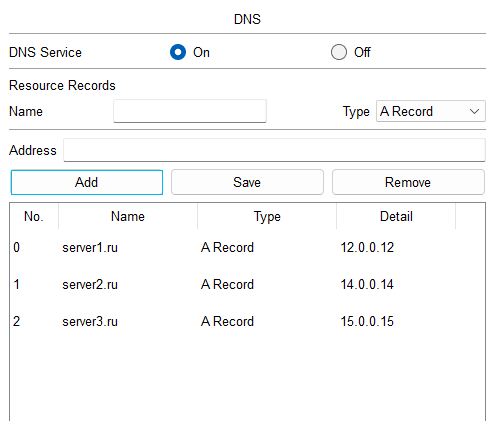 DNS
DNS Service On Off
Resource Records
Name Type A Record
Address
Add Save Remove
No. Name Type Detail
0 server1.ru A Record 12.0.0.12
1 server2.ru A Record 14.0.0.14
2 server3.ru A Record 15.0.0.15